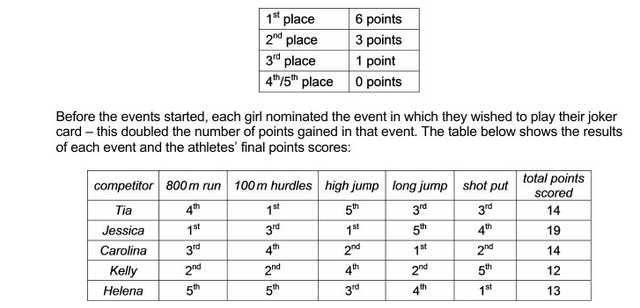 1st place 6 points
2nd place 3 points
3rd place 1 point
4th/5th place 0 points
Before the events started, each girl nominated the event in which they wished to play their joker
card – this doubled the number of points gained in that event. The table below shows the results
of each event and the athletes' final points scores:
competitor 800 m run 100 m hurdles high jump long jump shot put total points scored
Tia 4th 1st 5th 3rd 3rd 14
Jessica 1st 3rd 1st 5th 4th 19
Carolina 3rd 4th 2nd 1st 2nd 14
Kelly 2nd 2nd 4th 2nd 5th 12
Helena 5th 5th 3rd 4th 1st 13